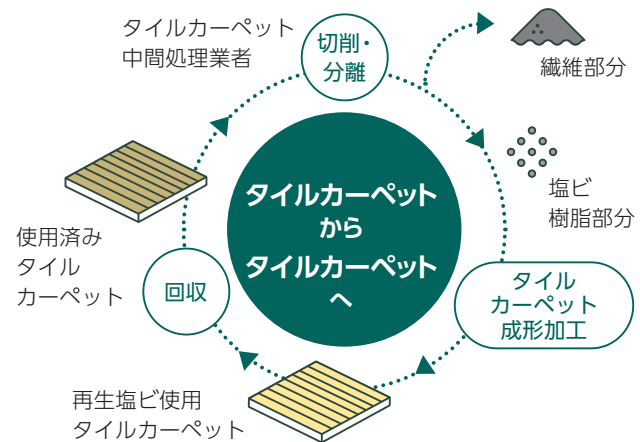 タイルカーペット
中間処理業者
切削・
分離
繊維部分
塩ビ
樹脂部分
タイル
カーペット
成形加工
再生塩ビ使用
タイルカーペット
回収
使用済み
タイル
カーペット
タイルカーペット
から
タイルカーペット
へ